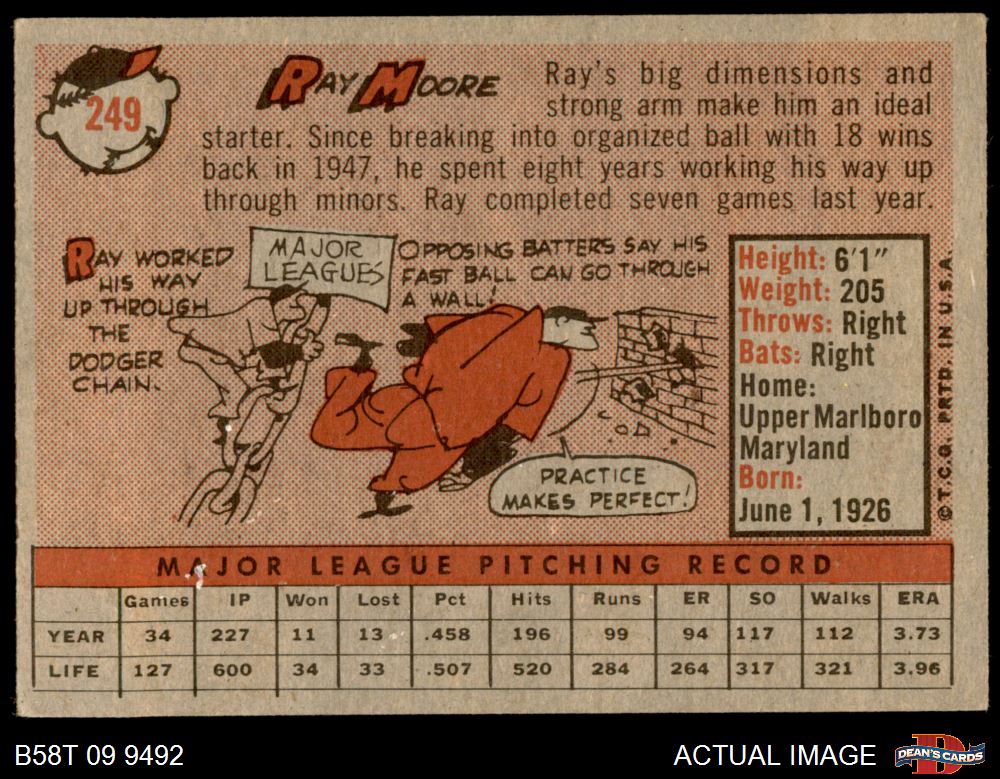 249
RAY MOORE
Ray's big dimensions and
strong arm make him an ideal
starter. Since breaking into organized ball with 18 wins
back in 1947, he spent eight years working his way up
through minors. Ray completed seven games last year.
RAY WORKED
HIS WAY
UP THROUGH
THE
DODGER
CHAIN.
MAJOR
LEAGUES
OPPOSING BATTERS SAY HIS
FAST BALL CAN GO THROUGH
A WALL!
PRACTICE
MAKES PERFECT!
Height: 6'1"
Weight: 205
Throws: Right
Bats: Right
Home:
Upper Marlboro
Maryland
Born:
June 1, 1926
© T.C.G. PRTD. IN U.S.A.
MAJOR LEAGUE PITCHING RECORD
Games IP Won Lost Pct Hits Runs ER SO Walks ERA
YEAR 34 227 11 13 .458 196 99 94 117 112 3.73
LIFE 127 600 34 33 .507 520 284 264 317 321 3.96
B58T 09 9492
ACTUAL IMAGE
D
DEAN'S CARDS